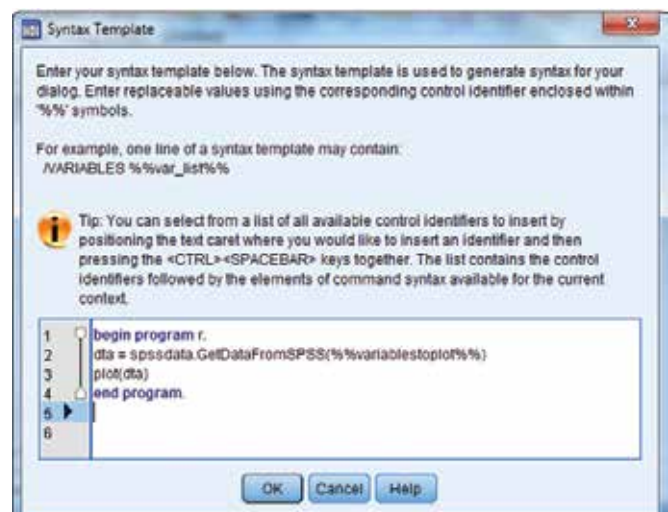 Syntax Template
Enter your syntax template below. The syntax template is used to generate syntax for your
dialog. Enter replaceable values using the corresponding control identifier enclosed within
'%%' symbols.
For example, one line of a syntax template may contain:
/VARIABLES %%var_list%%
Tip: You can select from a list of all available control identifiers to insert by
positioning the text caret where you would like to insert an identifier and then
pressing the <CTRL>+<SPACEBAR> keys together. The list contains the control
identifiers followed by the elements of command syntax available for the current
context.
1 begin program r.
2 dta = spssdata.GetDataFromSPSS(%%variablestoplot%%)
3 plot(dta)
4 end program.
5
6
OK Cancel Help